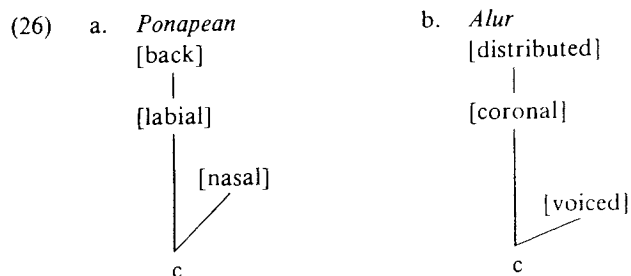 (26) a. Ponapean b. Alur
[back] [distributed]
[labial] [coronal]
[nasal] [voiced]
c c